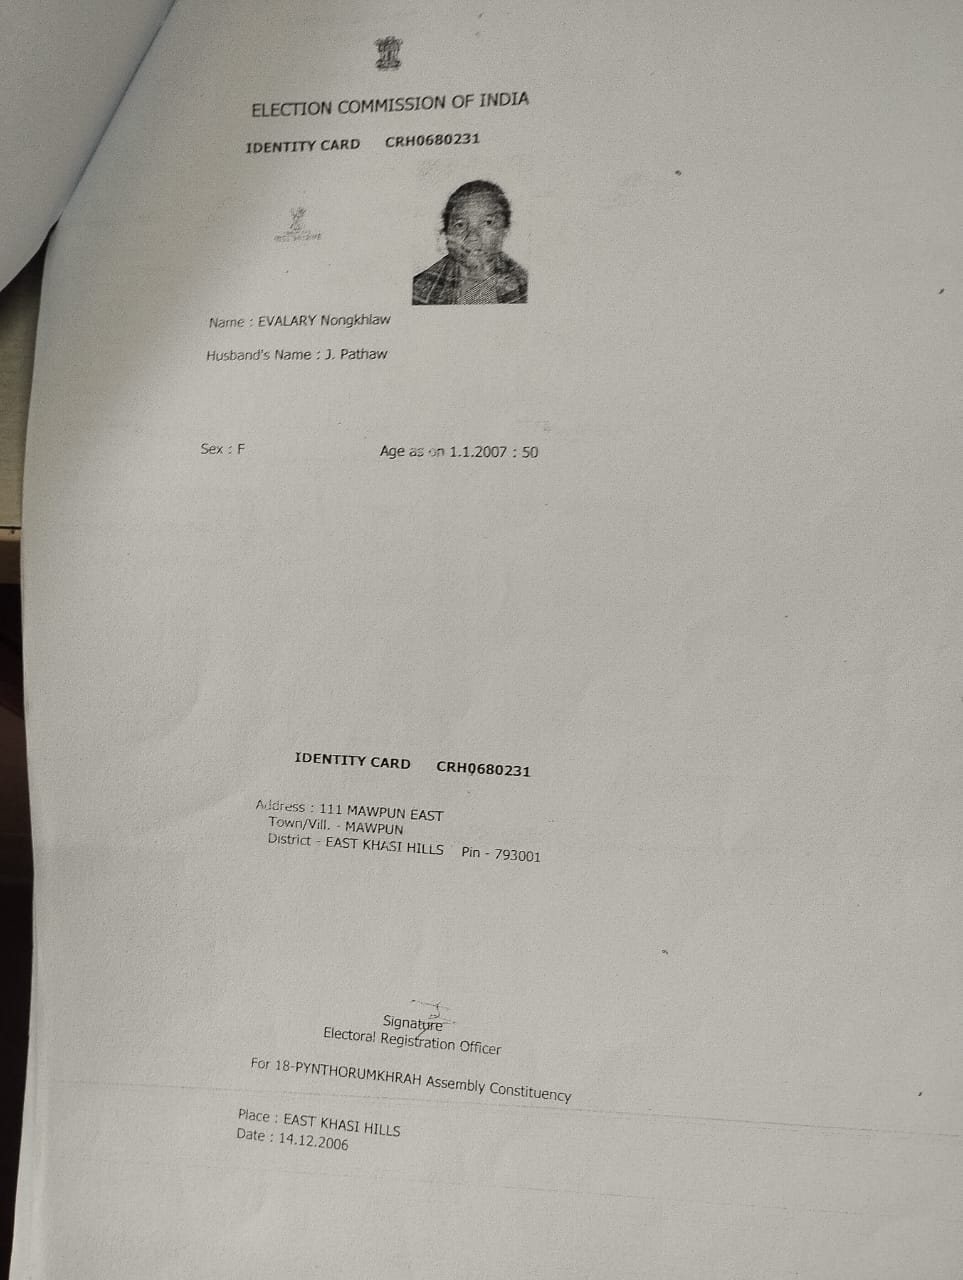 ELECTION COMMISSION OF INDIA
IDENTITY CARD CRH0680231
Name : EVALARY Nongkhlaw
Husband's Name : J. Pathaw
Sex : F Age as on 1.1.2007 : 50
IDENTITY CARD CRH0680231
Address : 111 MAWPUN EAST
Town/Vill. - MAWPUN
District - EAST KHASI HILLS Pin - 793001
Signature
Electoral Registration Officer
For 18-PYNTHORUMKHRAH Assembly Constituency
Place : EAST KHASI HILLS
Date : 14.12.2006